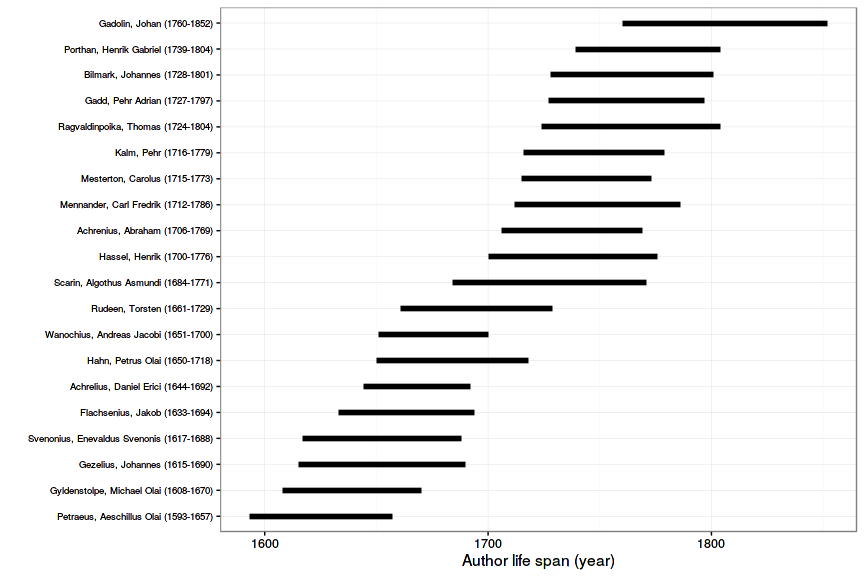 Gadolin, Johan (1760-1852)
Porthan, Henrik Gabriel (1739-1804)
Bilmark, Johannes (1728-1801)
Gadd, Pehr Adrian (1727-1797)
Ragvaldinpoika, Thomas (1724-1804)
Kalm, Pehr (1716-1779)
Mesterton, Carolus (1715-1773)
Mennander, Carl Fredrik (1712-1786)
Achrenius, Abraham (1706-1769)
Hassel, Henrik (1700-1776)
Scarin, Algothus Asmundi (1684-1771)
Rudeen, Torsten (1661-1729)
Wanochius, Andreas Jacobi (1651-1700)
Hahn, Petrus Olai (1650-1718)
Achrelius, Daniel Erici (1644-1692)
Flachsenius, Jakob (1633-1694)
Svenonius, Enevaldus Svenonis (1617-1688)
Gezelius, Johannes (1615-1690)
Gyldenstolpe, Michael Olai (1608-1670)
Petraeus, Aeschillus Olai (1593-1657)
1600 1700 1800
Author life span (year)